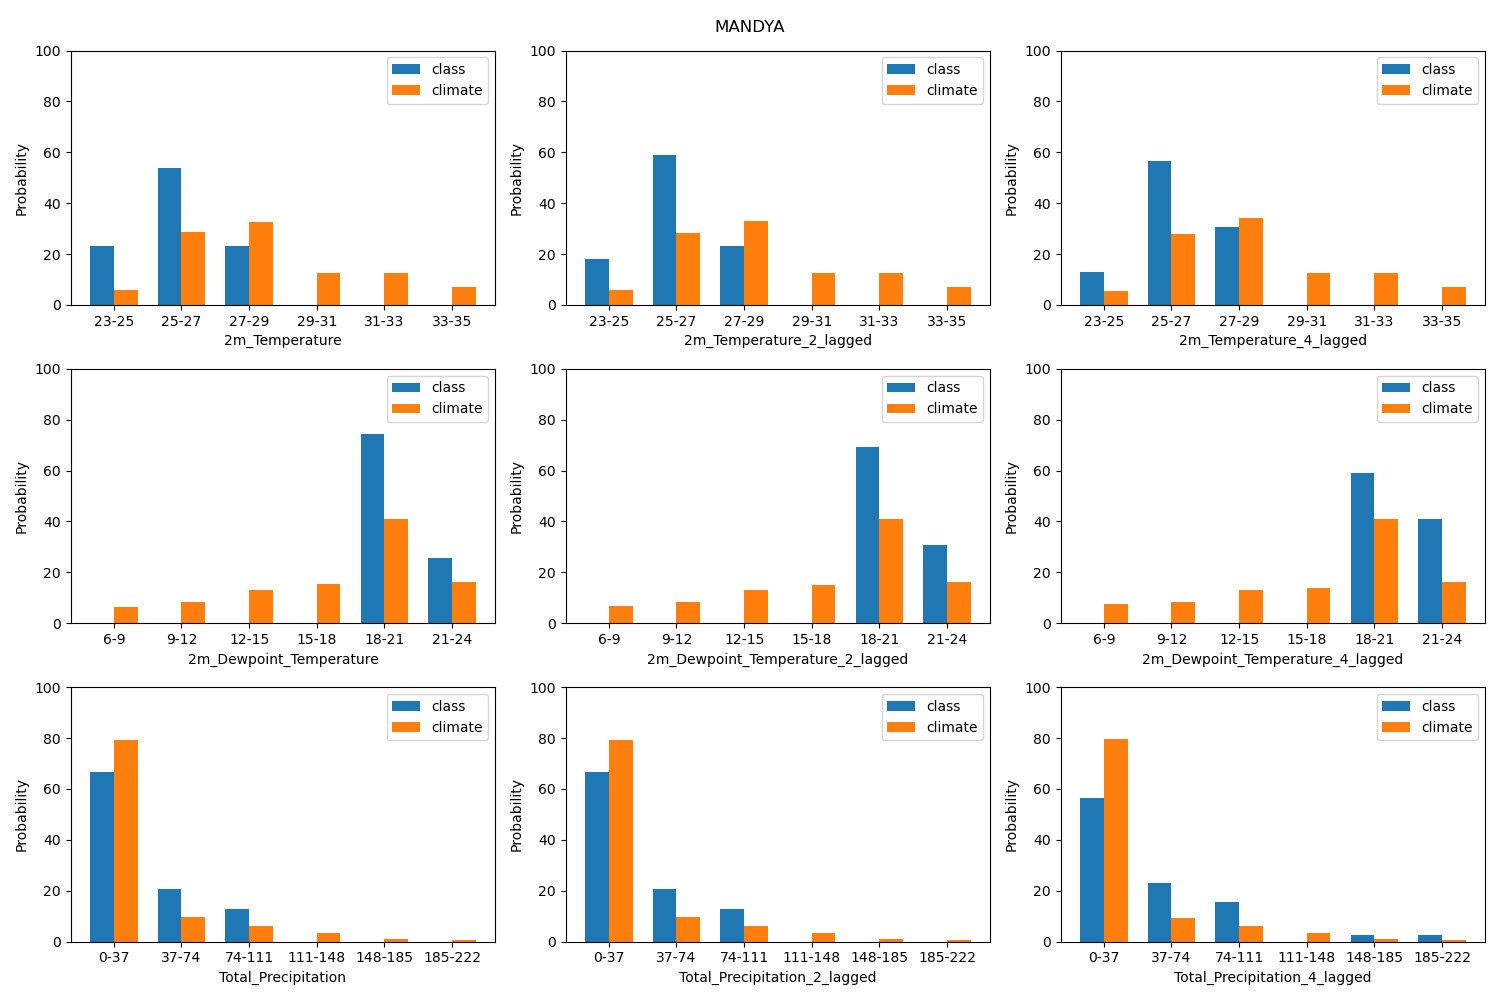 MANDYA
100
80
60
40
20
0
Probability
class
climate
23-25 25-27 27-29 29-31 31-33 33-35
2m_Temperature
100
80
60
40
20
0
Probability
class
climate
23-25 25-27 27-29 29-31 31-33 33-35
2m_Temperature_2_lagged
100
80
60
40
20
0
Probability
class
climate
23-25 25-27 27-29 29-31 31-33 33-35
2m_Temperature_4_lagged
100
80
60
40
20
0
Probability
class
climate
6-9 9-12 12-15 15-18 18-21 21-24
2m_Dewpoint_Temperature
100
80
60
40
20
0
Probability
class
climate
6-9 9-12 12-15 15-18 18-21 21-24
2m_Dewpoint_Temperature_2_lagged
100
80
60
40
20
0
Probability
class
climate
6-9 9-12 12-15 15-18 18-21 21-24
2m_Dewpoint_Temperature_4_lagged
100
80
60
40
20
0
Probability
class
climate
0-37 37-74 74-111 111-148 148-185 185-222
Total_Precipitation
100
80
60
40
20
0
Probability
class
climate
0-37 37-74 74-111 111-148 148-185 185-222
Total_Precipitation_2_lagged
100
80
60
40
20
0
Probability
class
climate
0-37 37-74 74-111 111-148 148-185 185-222
Total_Precipitation_4_lagged